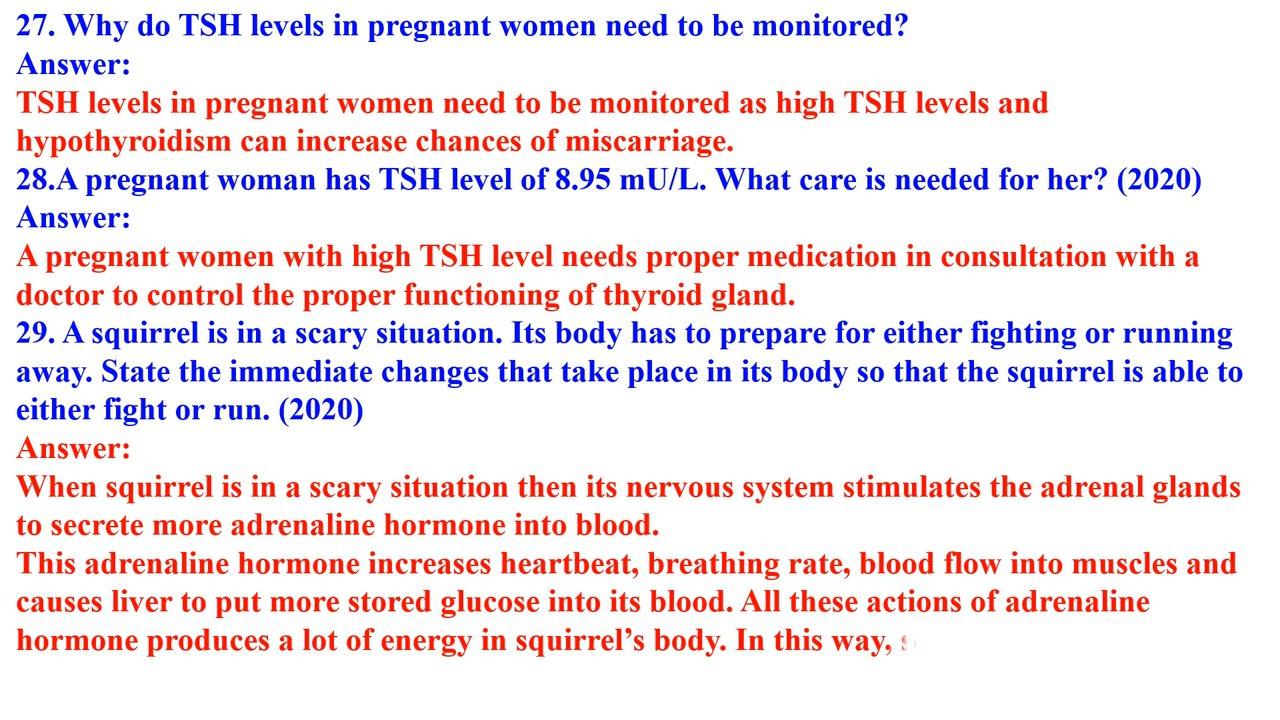 27. Why do TSH levels in pregnant women need to be monitored?
Answer:
TSH levels in pregnant women need to be monitored as high TSH levels and
hypothyroidism can increase chances of miscarriage.
28.A pregnant woman has TSH level of 8.95 mU/L. What care is needed for her? (2020)
Answer:
A pregnant women with high TSH level needs proper medication in consultation with a
doctor to control the proper functioning of thyroid gland.
29. A squirrel is in a scary situation. Its body has to prepare for either fighting or running
away. State the immediate changes that take place in its body so that the squirrel is able to
either fight or run. (2020)
Answer:
When squirrel is in a scary situation then its nervous system stimulates the adrenal glands
to secrete more adrenaline hormone into blood.
This adrenaline hormone increases heartbeat, breathing rate, blood flow into muscles and
causes liver to put more stored glucose into its blood. All these actions of adrenaline
hormone produces a lot of energy in squirrel’s body. In this way,